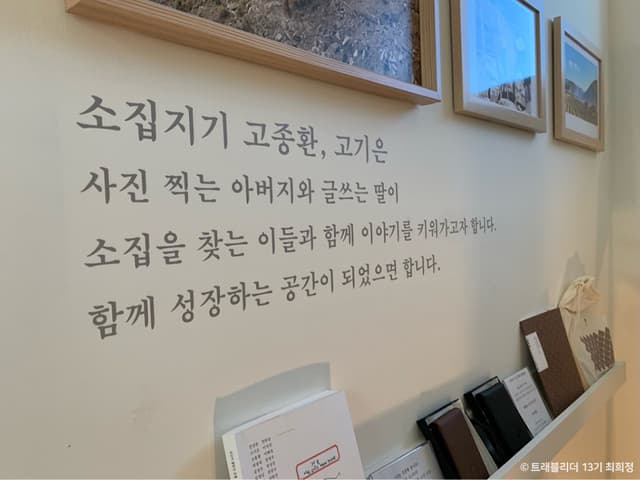 소집지기 고종환, 고기은
사진 찍는 아버지와 글쓰는 딸이
소집을 찾는 이들과 함께 이야기를 키워가고자 합니다.
함께 성장하는 공간이 되었으면 합니다.
© 트래블리더 13기 최희정